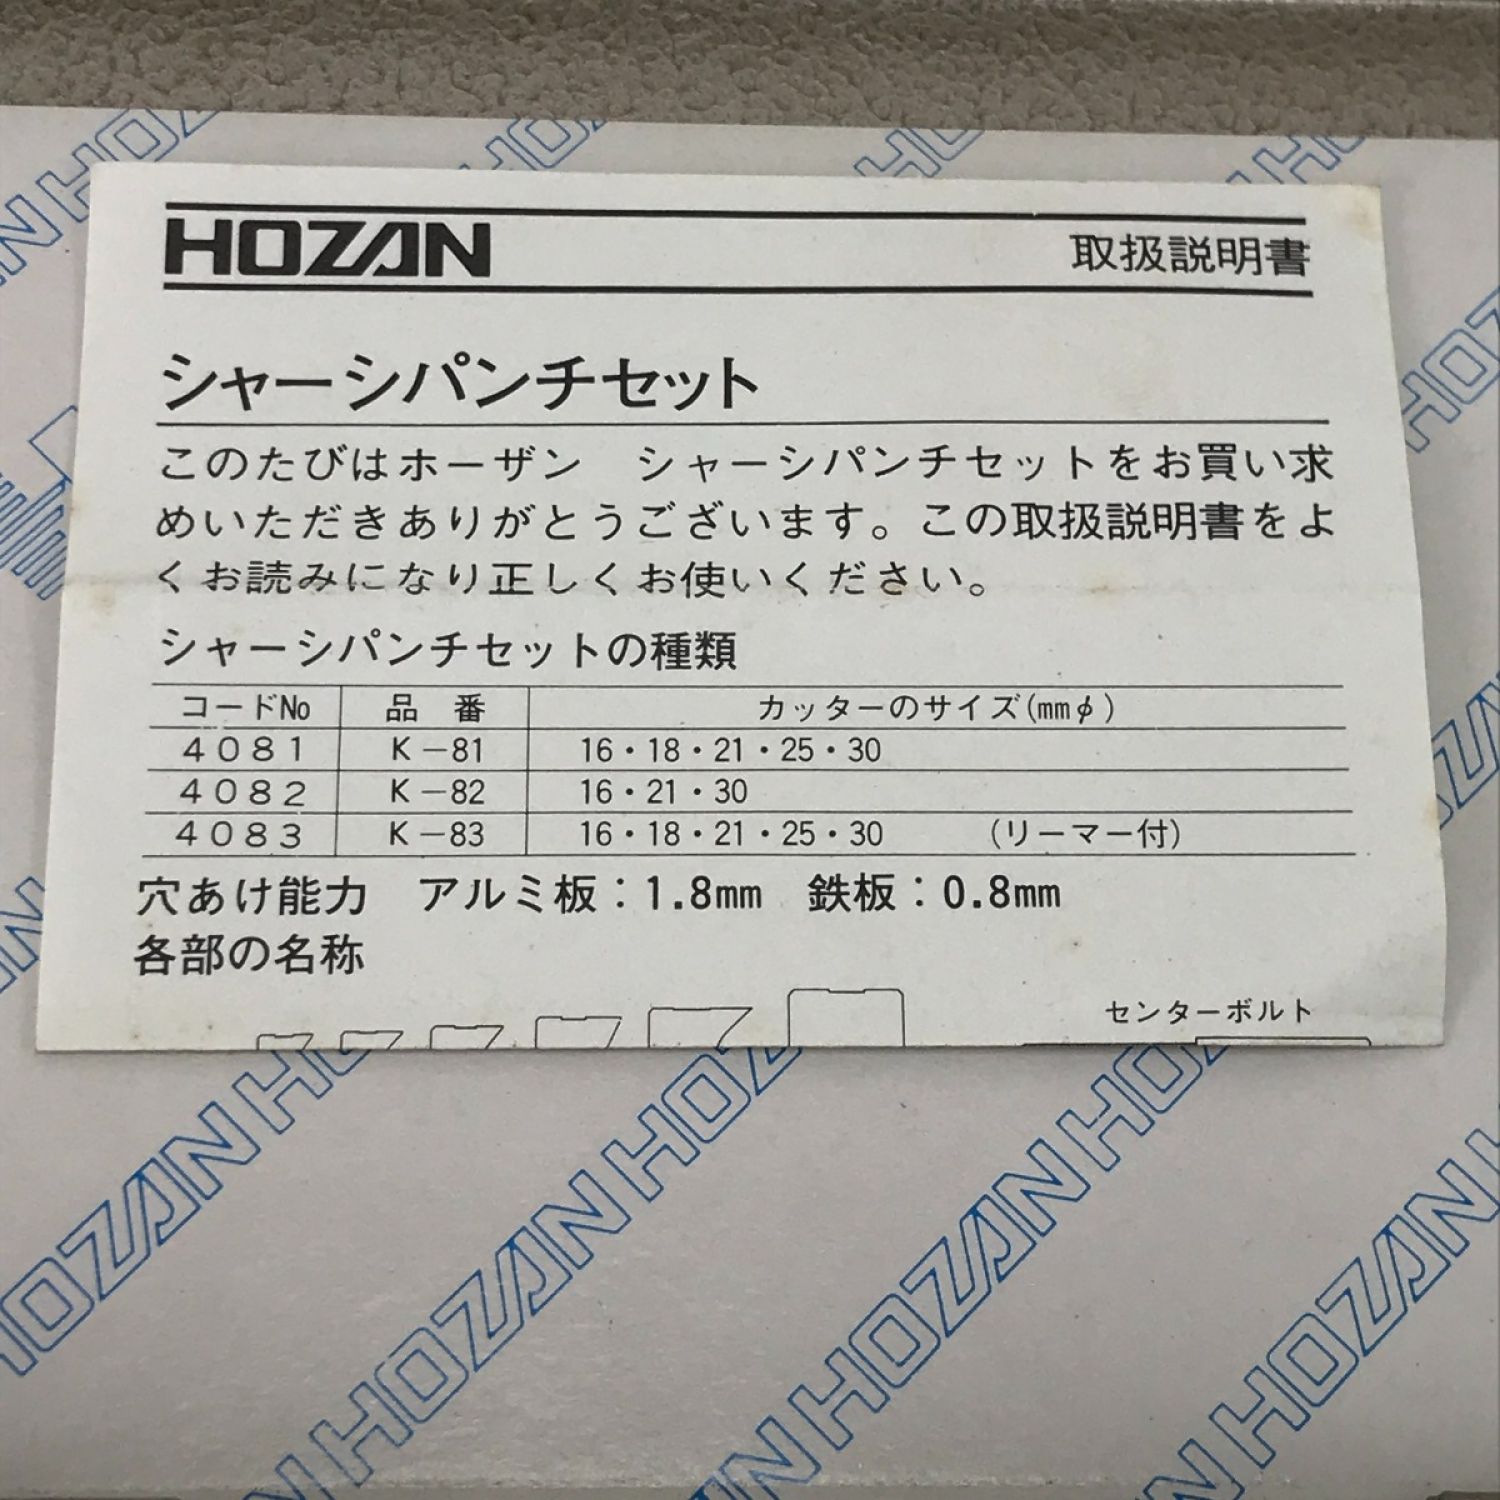 HOZAN 取扱説明書
シャーシパンチセット
このたびはホーザン　シャーシパンチセットをお買い求
めいただきありがとうございます。この取扱説明書をよ
くお読みになり正しくお使いください。
シャーシパンチセットの種類
コードNo 品　番 カッターのサイズ(mmφ)
4081 K－81 16・18・21・25・30
4082 K－82 16・21・30
4083 K－83 16・18・21・25・30 (リーマー付)
穴あけ能力　アルミ板：1.8mm　鉄板：0.8mm
各部の名称
センターボルト
HOZAN HOZAN HOZAN HOZAN